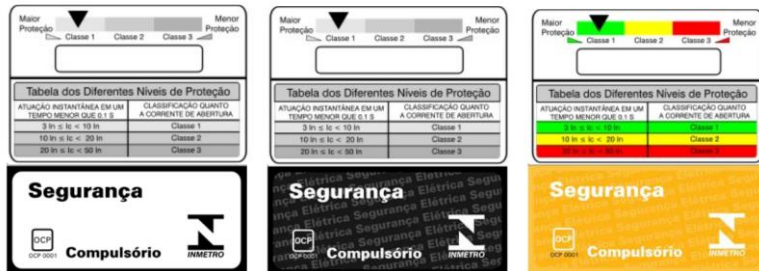 Maior Proteção Menor Proteção
Classe 1 Classe 2 Classe 3
Tabela dos Diferentes Níveis de Proteção
ATUAÇÃO INSTANTÂNEA EM UM TEMPO MENOR QUE 0.1 S CLASSIFICAÇÃO QUANTO A CORRENTE DE ABERTURA
3 In ≤ Ic < 10 In Classe 1
10 In ≤ Ic < 20 In Classe 2
20 In ≤ Ic < 50 In Classe 3
Segurança
OCP
OCP 0001
Compulsório
INMETRO
Maior Proteção Menor Proteção
Classe 1 Classe 2 Classe 3
Tabela dos Diferentes Níveis de Proteção
ATUAÇÃO INSTANTÂNEA EM UM TEMPO MENOR QUE 0.1 S CLASSIFICAÇÃO QUANTO A CORRENTE DE ABERTURA
3 In ≤ Ic < 10 In Classe 1
10 In ≤ Ic < 20 In Classe 2
20 In ≤ Ic < 50 In Classe 3
Segurança
OCP
OCP 0001
Compulsório
INMETRO
Maior Proteção Menor Proteção
Classe 1 Classe 2 Classe 3
Tabela dos Diferentes Níveis de Proteção
ATUAÇÃO INSTANTÂNEA EM UM TEMPO MENOR QUE 0.1 S CLASSIFICAÇÃO QUANTO A CORRENTE DE ABERTURA
3 In ≤ Ic < 10 In Classe 1
10 In ≤ Ic < 20 In Classe 2
20 In ≤ Ic < 50 In Classe 3
Segurança
OCP
OCP 0001
Compulsório
INMETRO